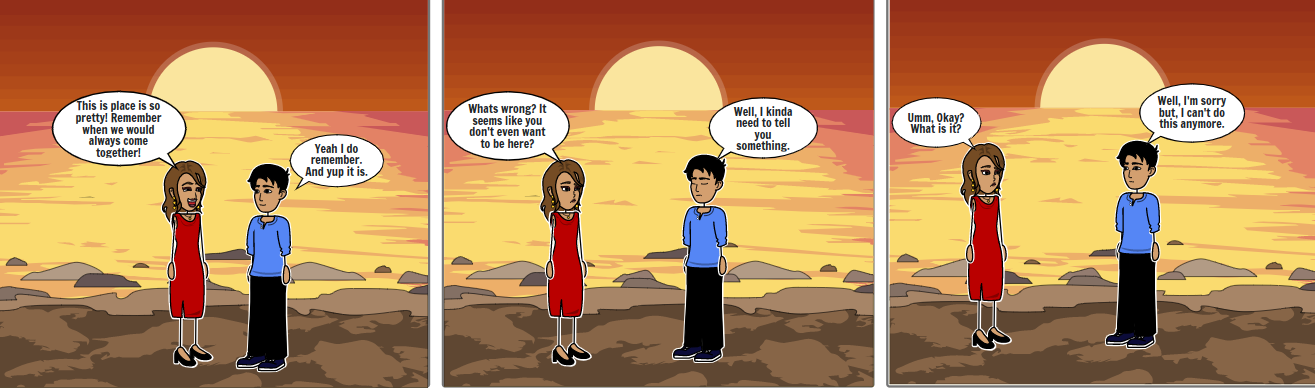 This is place is so
pretty! Remember
when we would
always come
together!
Yeah I do
remember.
And yup it is.
Whats wrong? It
seems like you
don't even want
to be here?
Well, I kinda
need to tell
you
something.
Umm, Okay?
What is it?
Well, I'm sorry
but, I can't do
this anymore.